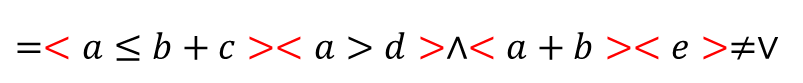 =< a ≤ b + c >< a > d >∧< a + b >< e >≠∨